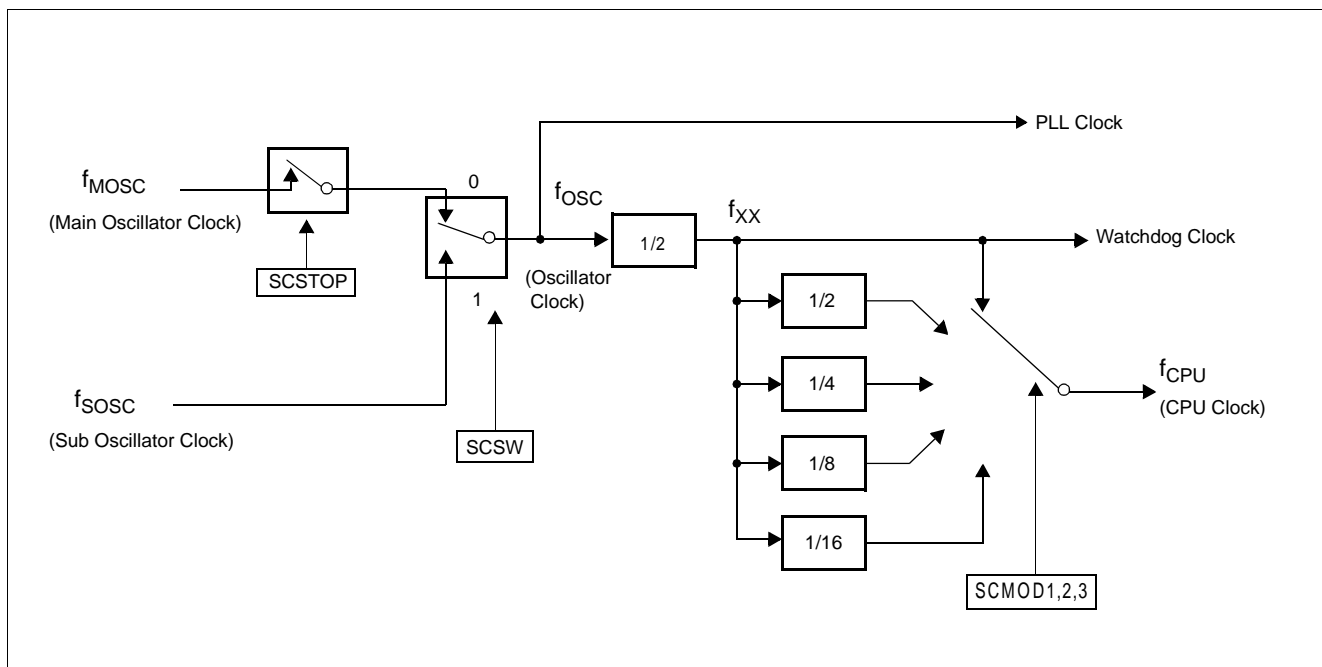 PLL Clock
fMOSC
(Main Oscillator Clock)
0
fOSC
fXX
1/2
Watchdog Clock
SCSTOP
(Oscillator
Clock)
1
1/2
fSOSC
(Sub Oscillator Clock)
1/4
fCPU
(CPU Clock)
SCSW
1/8
1/16
SCMOD1,2,3